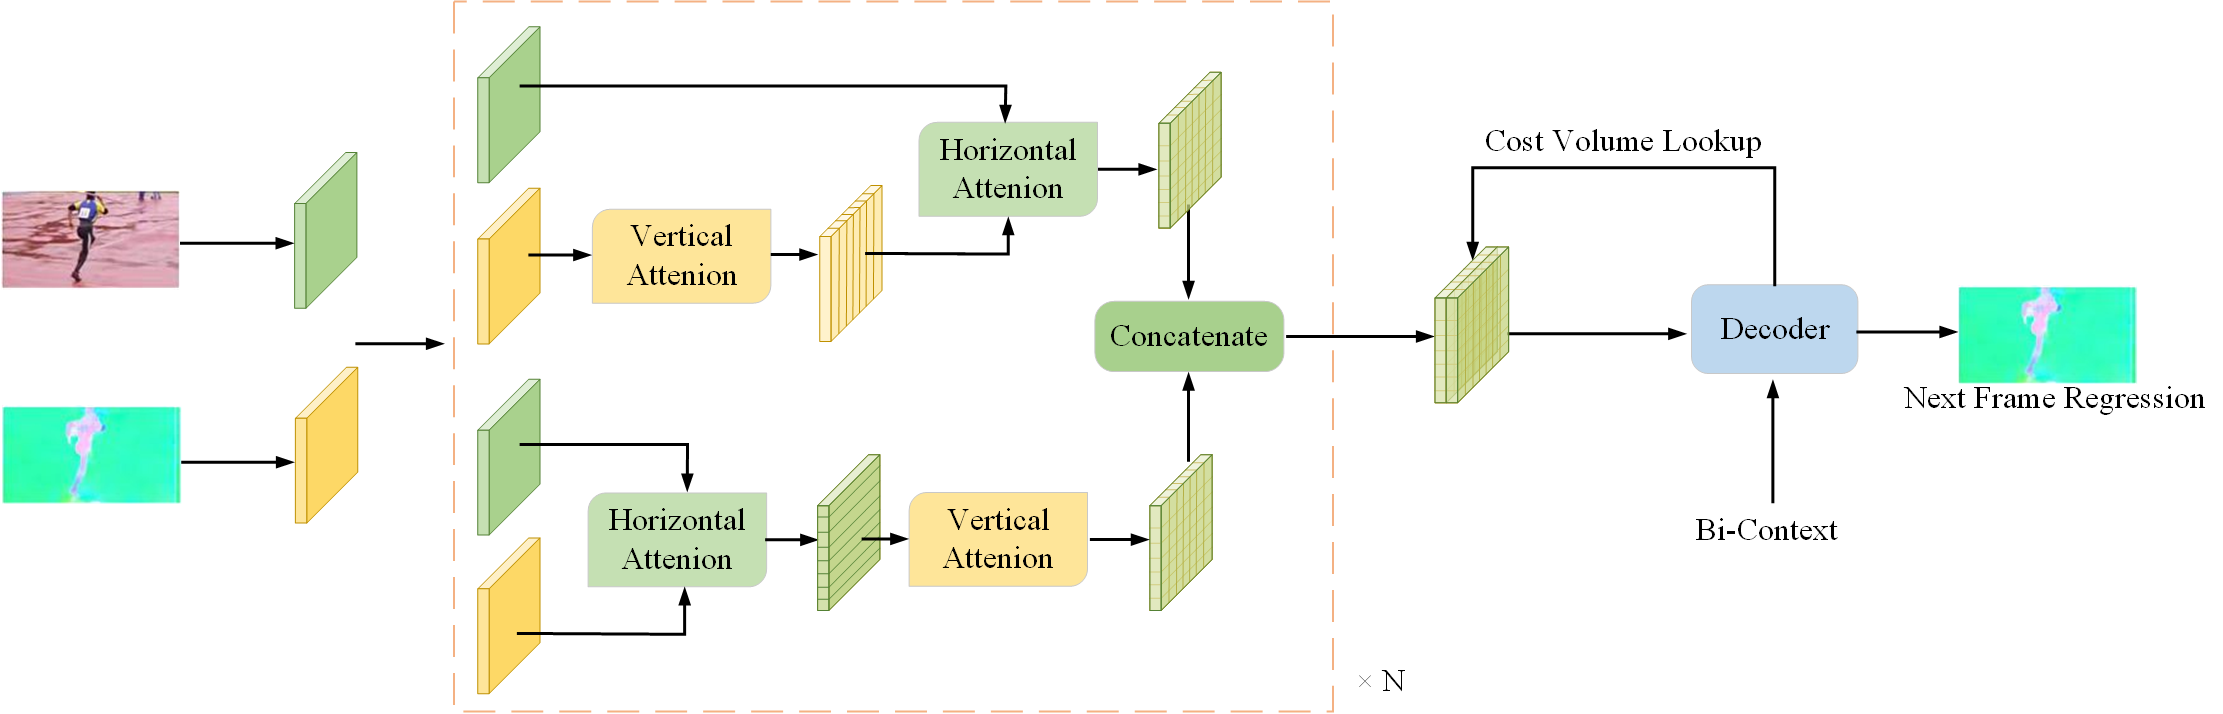 Horizontal
Attenion
Vertical
Attenion
Concatenate
Horizontal
Attenion
Vertical
Attenion
× N
Cost Volume Lookup
Decoder
Bi-Context
Next Frame Regression